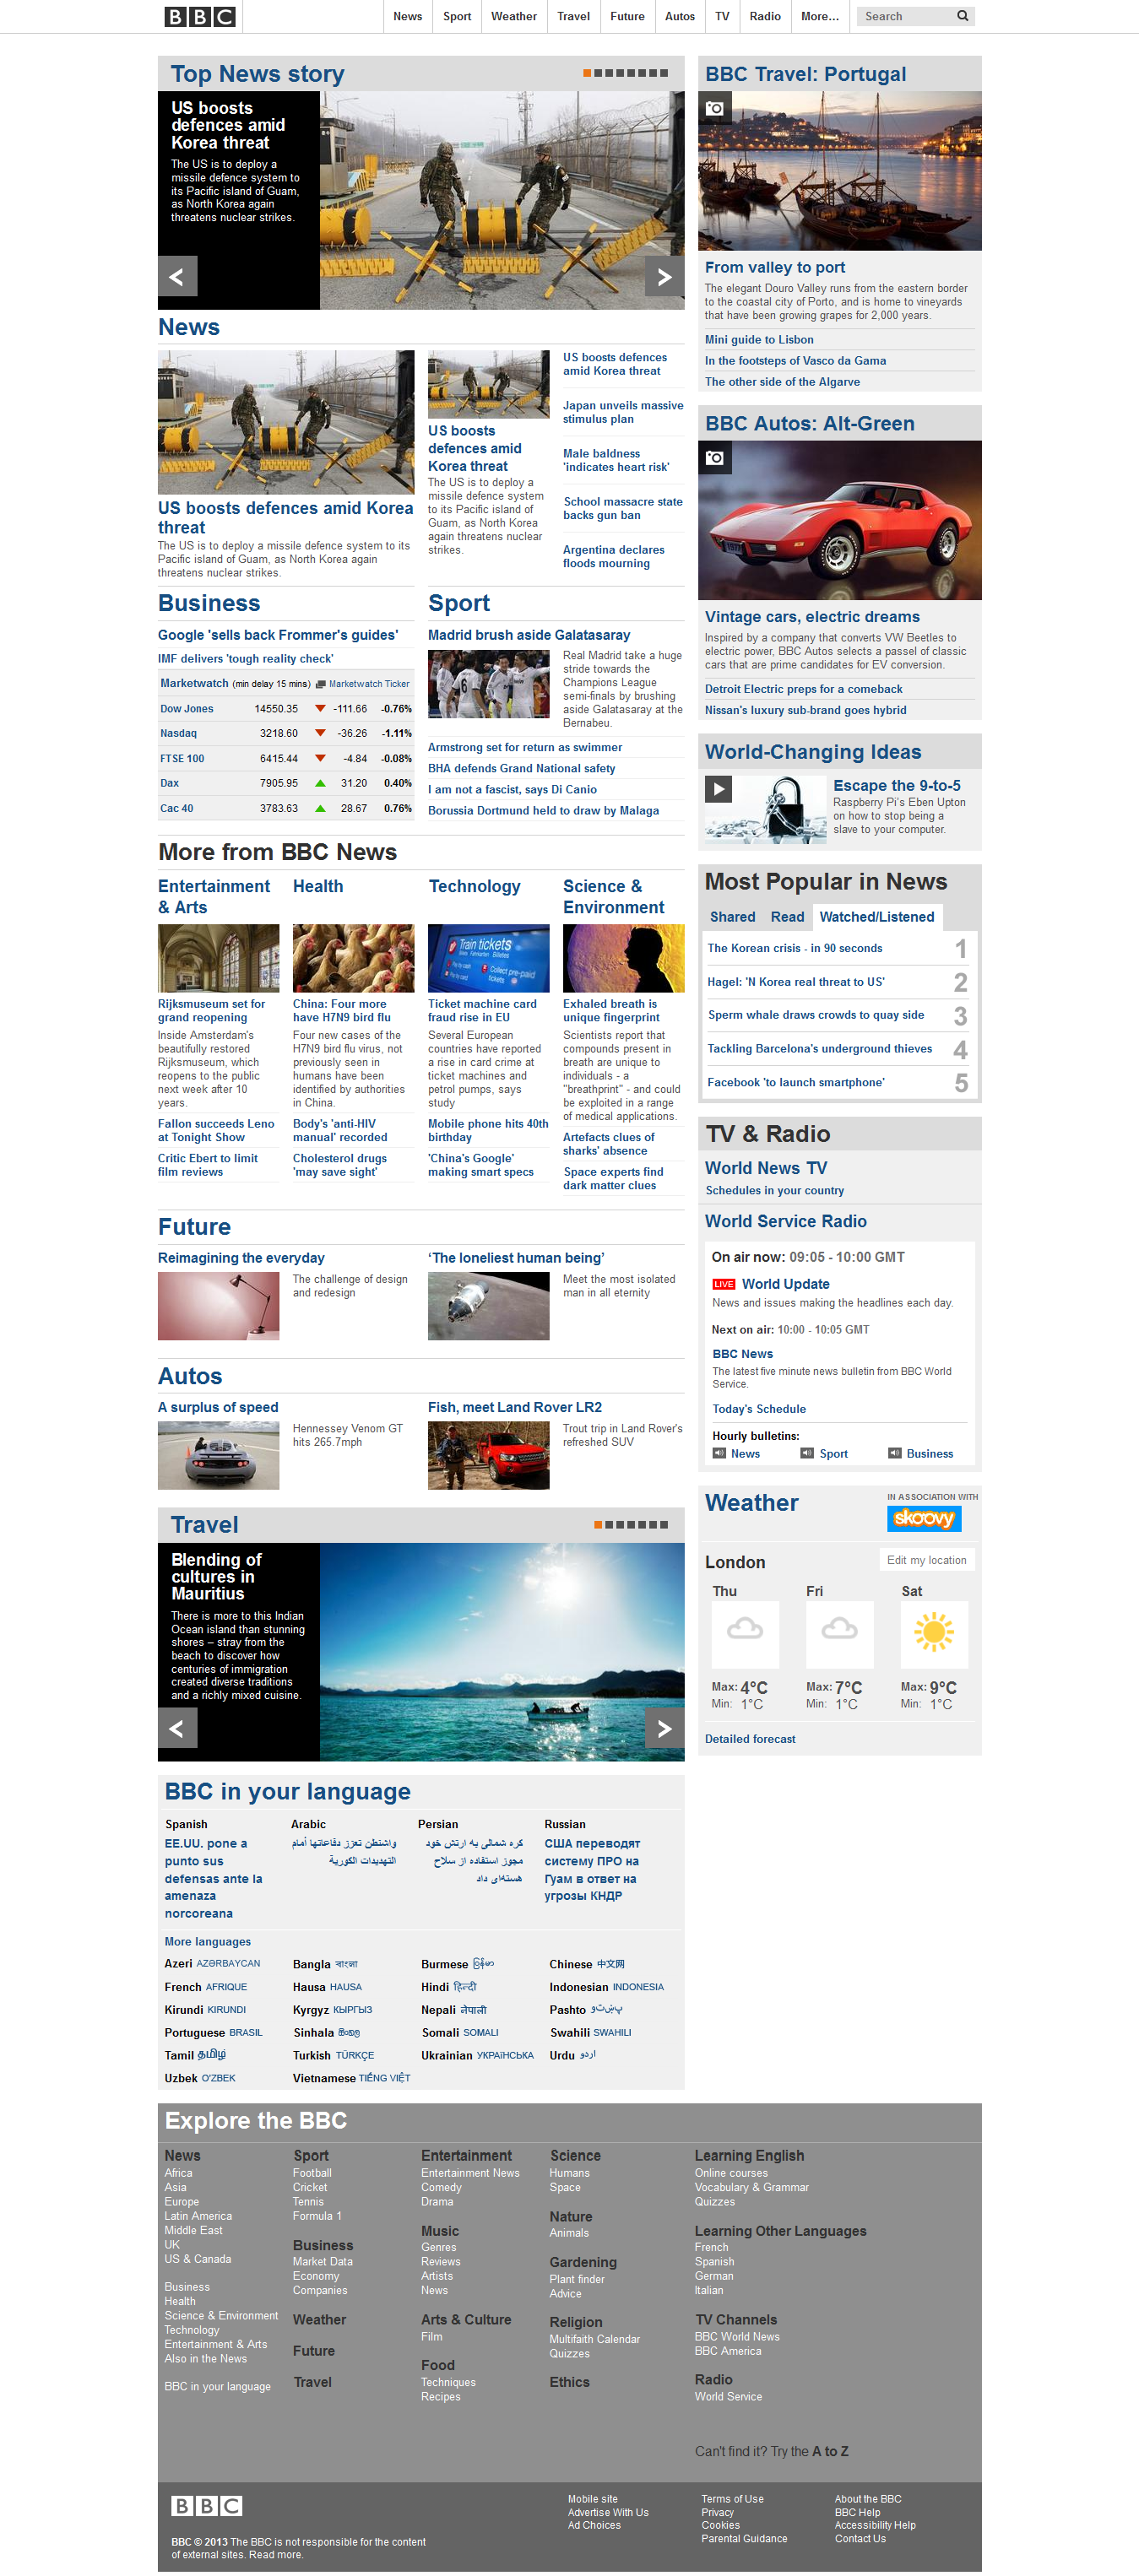 BBC
News Sport Weather Travel Future Autos TV Radio More... Search
Top News story
US boosts
defences amid
Korea threat
The US is to deploy a
missile defence system to
its Pacific island of Guam,
as North Korea again
threatens nuclear strikes.
News
US boosts defences amid Korea
threat
The US is to deploy a missile defence system to its
Pacific island of Guam, as North Korea again
threatens nuclear strikes.
US boosts
defences amid
Korea threat
The US is to deploy a
missile defence system
to its Pacific island of
Guam, as North Korea
again threatens nuclear
strikes.
US boosts defences
amid Korea threat
Japan unveils massive
stimulus plan
Male baldness
'indicates heart risk'
School massacre state
backs gun ban
Argentina declares
floods mourning
Business
Google 'sells back Frommer's guides'
IMF delivers 'tough reality check'
Marketwatch (min delay 15 mins) Marketwatch Ticker
Dow Jones 14550.35 -111.66 -0.76%
Nasdaq 3218.60 -36.26 -1.11%
FTSE 100 6415.44 -4.84 -0.08%
Dax 7905.95 31.20 0.40%
Cac 40 3783.63 28.67 0.76%
Sport
Madrid brush aside Galatasaray
Real Madrid take a huge
stride towards the
Champions League
semi-finals by brushing
aside Galatasaray at the
Bernabeu.
Armstrong set for return as swimmer
BHA defends Grand National safety
I am not a fascist, says Di Canio
Borussia Dortmund held to draw by Malaga
More from BBC News
Entertainment
& Arts
Rijksmuseum set for
grand reopening
Inside Amsterdam's
beautifully restored
Rijksmuseum, which
reopens to the public
next week after 10
years.
Fallon succeeds Leno
at Tonight Show
Critic Ebert to limit
film reviews
Health
China: Four more
have H7N9 bird flu
Four new cases of the
H7N9 bird flu virus, not
previously seen in
humans have been
identified by authorities
in China.
Body's 'anti-HIV
manual' recorded
Cholesterol drugs
'may save sight'
Technology
Train tickets
Collect pre-paid
tickets
Ticket machine card
fraud rise in EU
Several European
countries have reported
a rise in card crime at
ticket machines and
petrol pumps, says
study
Mobile phone hits 40th
birthday
'China's Google'
making smart specs
Science &
Environment
Exhaled breath is
unique fingerprint
Scientists report that
compounds present in
breath are unique to
individuals - a
"breathprint" - and could
be exploited in a range
of medical applications.
Artefacts clues of
sharks' absence
Space experts find
dark matter clues
Future
Reimagining the everyday
The challenge of design
and redesign
‘The loneliest human being’
Meet the most isolated
man in all eternity
Autos
A surplus of speed
Hennessey Venom GT
hits 265.7mph
Fish, meet Land Rover LR2
Trout trip in Land Rover's
refreshed SUV
Travel
Blending of
cultures in
Mauritius
There is more to this Indian
Ocean island than stunning
shores – stray from the
beach to discover how
centuries of immigration
created diverse traditions
and a richly mixed cuisine.
BBC in your language
Spanish
EE.UU. pone a
punto sus
defensas ante la
amenaza
norcoreana
Arabic
واشنطن تعزز دفاعاتها أمام
التهديدات الكورية
Persian
کره شمالی به ارتش خود
مجوز استفاده از سلاح
هسته‌ای داد
Russian
США переводят
систему ПРО на
Гуам в ответ на
угрозы КНДР
More languages
Azeri AZƏRBAYCAN Bangla বাংলা Burmese မြန်မာ Chinese 中文网
French AFRIQUE Hausa HAUSA Hindi हिन्दी Indonesian INDONESIA
Kirundi KIRUNDI Kyrgyz КЫРГЫЗ Nepali नेपाली Pashto پښتو
Portuguese BRASIL Sinhala සිංහල Somali SOMALI Swahili SWAHILI
Tamil தமிழ் Turkish TÜRKÇE Ukrainian УКРАЇНСЬКА Urdu اردو
Uzbek O'ZBEK Vietnamese TIẾNG VIỆT
BBC Travel: Portugal
From valley to port
The elegant Douro Valley runs from the eastern border
to the coastal city of Porto, and is home to vineyards
that have been growing grapes for 2,000 years.
Mini guide to Lisbon
In the footsteps of Vasco da Gama
The other side of the Algarve
BBC Autos: Alt-Green
1977
Vintage cars, electric dreams
Inspired by a company that converts VW Beetles to
electric power, BBC Autos selects a passel of classic
cars that are prime candidates for EV conversion.
Detroit Electric preps for a comeback
Nissan's luxury sub-brand goes hybrid
World-Changing Ideas
Escape the 9-to-5
Raspberry Pi's Eben Upton
on how to stop being a
slave to your computer.
Most Popular in News
Shared Read Watched/Listened
The Korean crisis - in 90 seconds 1
Hagel: 'N Korea real threat to US' 2
Sperm whale draws crowds to quay side 3
Tackling Barcelona's underground thieves 4
Facebook 'to launch smartphone' 5
TV & Radio
World News TV
Schedules in your country
World Service Radio
On air now: 09:05 - 10:00 GMT
LIVE World Update
News and issues making the headlines each day.
Next on air: 10:00 - 10:05 GMT
BBC News
The latest five minute news bulletin from BBC World
Service.
Today's Schedule
Hourly bulletins:
News Sport Business
Weather
IN ASSOCIATION WITH
skoovy
London
Edit my location
Thu Fri Sat
Max: 4°C Max: 7°C Max: 9°C
Min: 1°C Min: 1°C Min: 1°C
Detailed forecast
Explore the BBC
News
Africa
Asia
Europe
Latin America
Middle East
UK
US & Canada
Business
Health
Science & Environment
Technology
Entertainment & Arts
Also in the News
BBC in your language
Sport
Football
Cricket
Tennis
Formula 1
Business
Market Data
Economy
Companies
Weather
Future
Travel
Entertainment
Entertainment News
Comedy
Drama
Music
Genres
Reviews
Artists
News
Arts & Culture
Film
Food
Techniques
Recipes
Science
Humans
Space
Nature
Animals
Gardening
Plant finder
Advice
Religion
Multifaith Calendar
Quizzes
Ethics
Learning English
Online courses
Vocabulary & Grammar
Quizzes
Learning Other Languages
French
Spanish
German
Italian
TV Channels
BBC World News
BBC America
Radio
World Service
Can't find it? Try the A to Z
BBC
BBC © 2013 The BBC is not responsible for the content
of external sites. Read more.
Mobile site
Advertise With Us
Ad Choices
Terms of Use
Privacy
Cookies
Parental Guidance
About the BBC
BBC Help
Accessibility Help
Contact Us